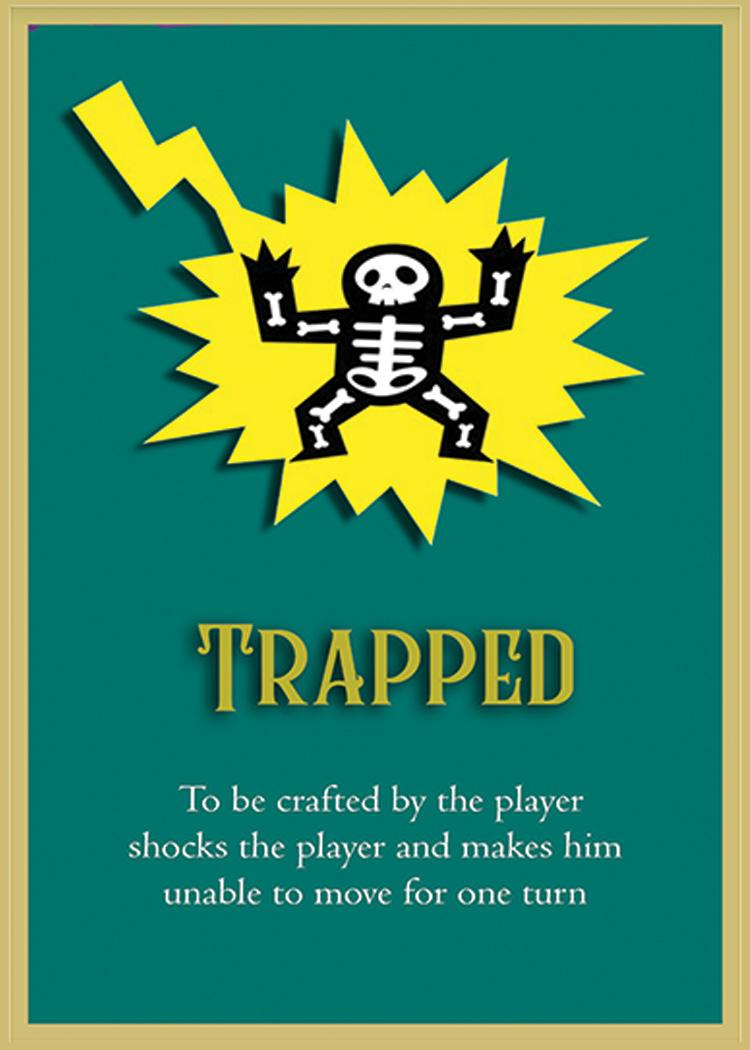 TRAPPED
To be crafted by the player
shocks the player and makes him
unable to move for one turn